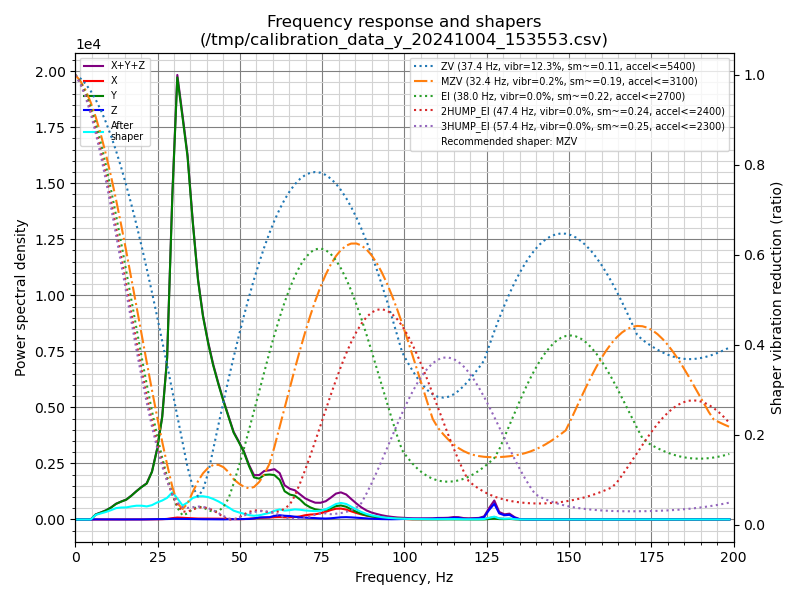 Frequency response and shapers
(/tmp/calibration_data_y_20241004_153553.csv)
1e4
X+Y+Z
X
Y
Z
After
shaper
ZV (37.4 Hz, vibr=12.3%, sm~=0.11, accel<=5400)
MZV (32.4 Hz, vibr=0.2%, sm~=0.19, accel<=3100)
EI (38.0 Hz, vibr=0.0%, sm~=0.22, accel<=2700)
2HUMP_EI (47.4 Hz, vibr=0.0%, sm~=0.24, accel<=2400)
3HUMP_EI (57.4 Hz, vibr=0.0%, sm~=0.25, accel<=2300)
Recommended shaper: MZV
2.00
1.75
1.50
1.25
1.00
0.75
0.50
0.25
0.00
Power spectral density
1.0
0.8
0.6
0.4
0.2
0.0
Shaper vibration reduction (ratio)
0 25 50 75 100 125 150 175 200
Frequency, Hz